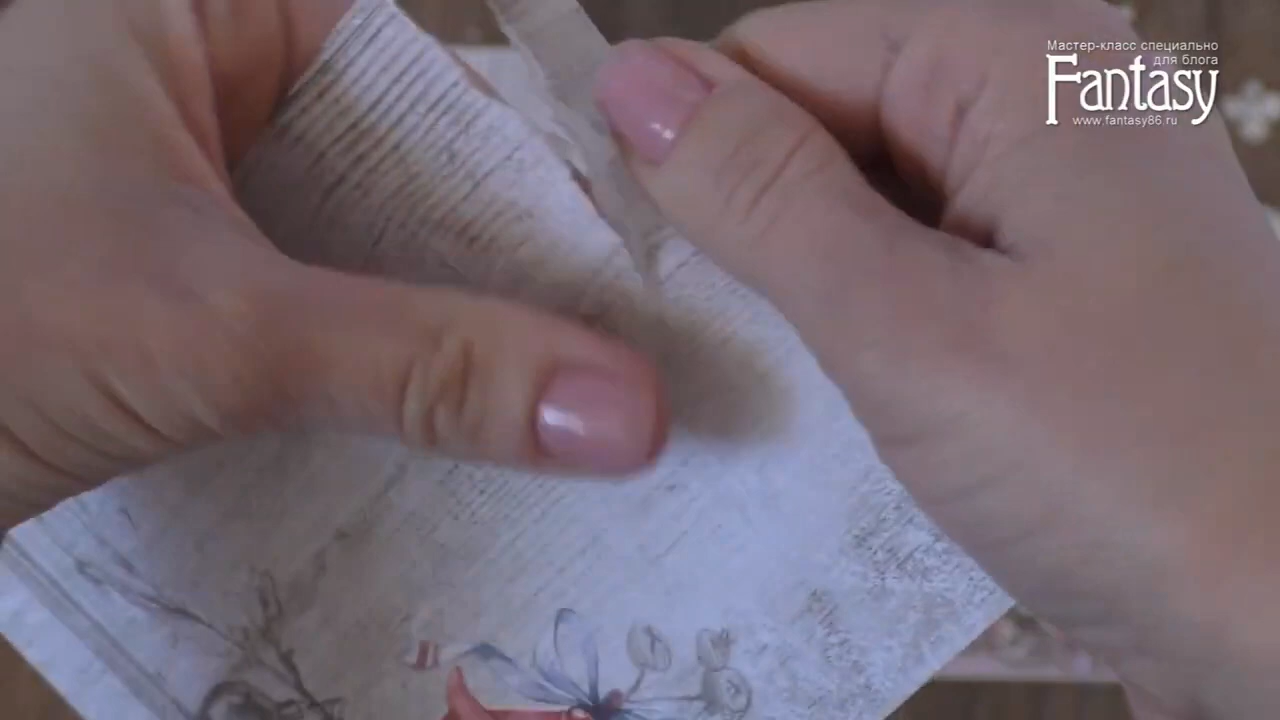 Мастер-класс специально
для блога
Fantasy
www.fantasy86.ru